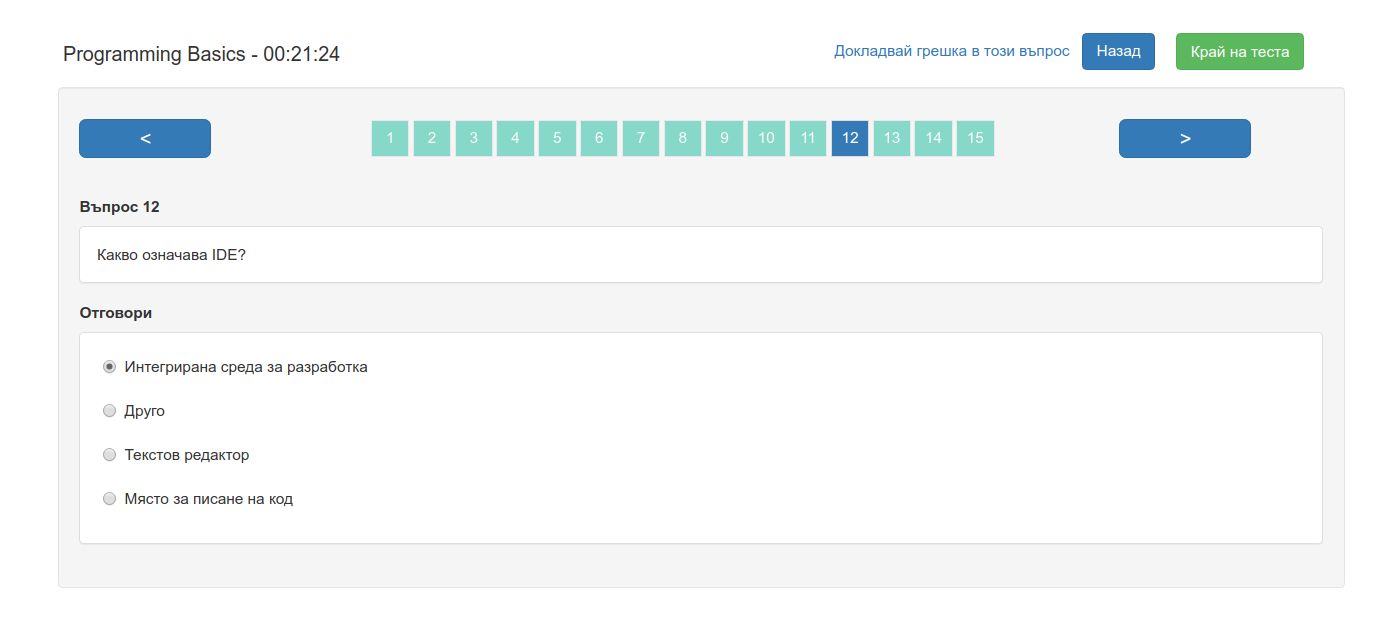 Programming Basics - 00:21:24
Докладвай грешка в този въпрос
Назад
Край на теста
<
1 2 3 4 5 6 7 8 9 10 11 12 13 14 15
>
Въпрос 12
Какво означава IDE?
Отговори
Интегрирана среда за разработка
Друго
Текстов редактор
Място за писане на код